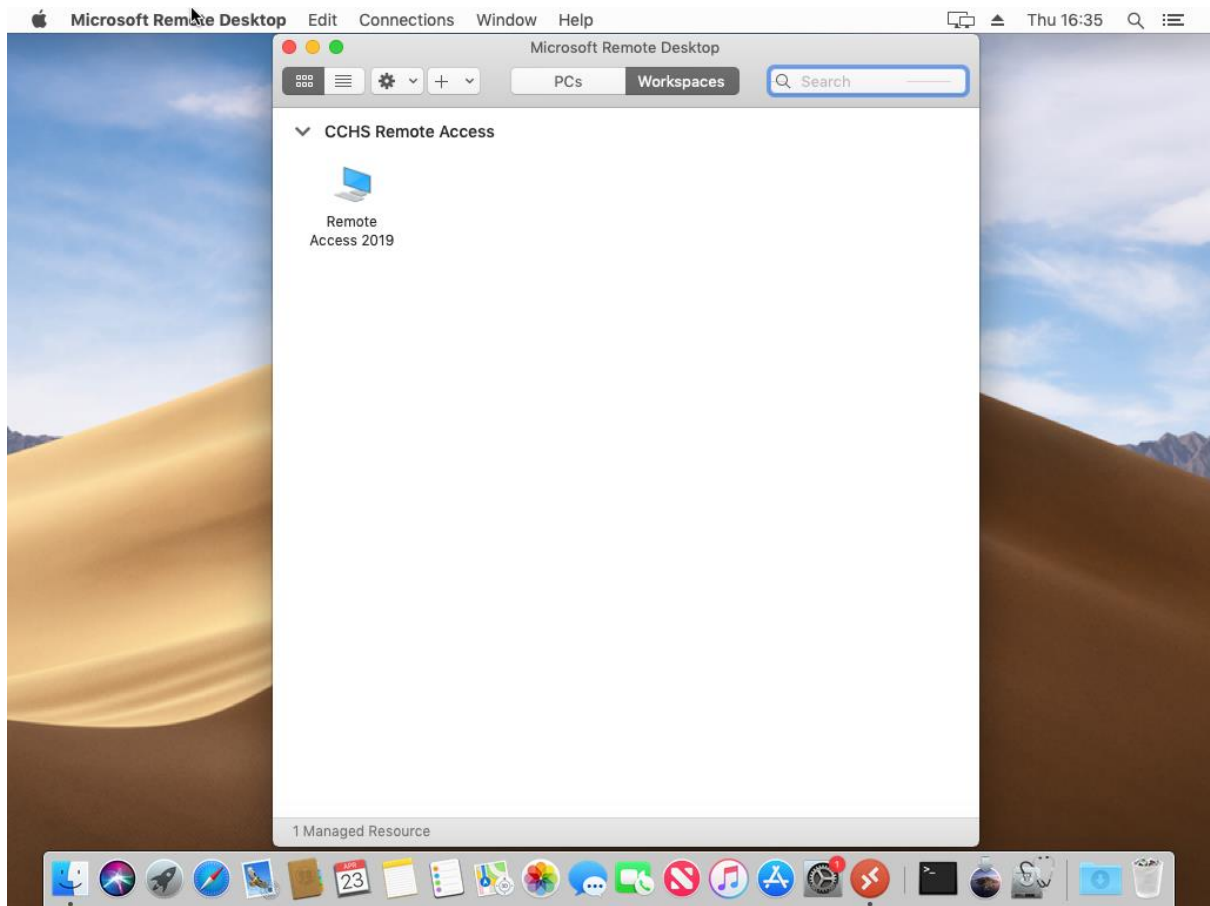 Microsoft Remote Desktop Edit Connections Window Help Thu 16:35
Microsoft Remote Desktop
PCs Workspaces Search
CCHS Remote Access
Remote
Access 2019
1 Managed Resource
APR
23
1